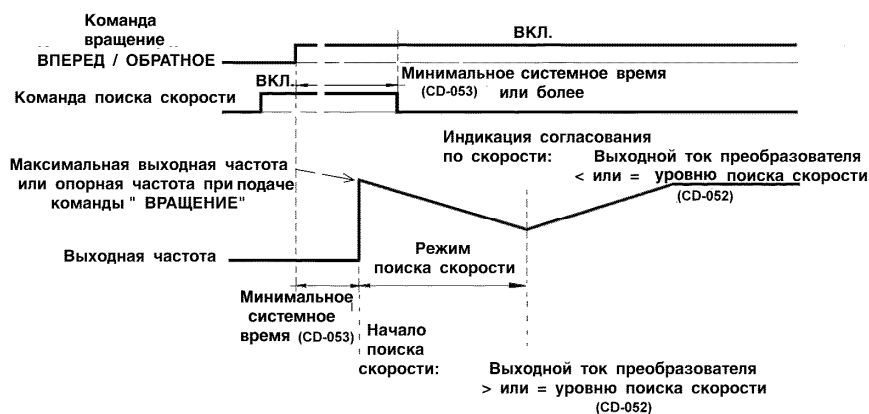 Команда
вращение
ВПЕРЕД / ОБРАТНОЕ
ВКЛ.
ВКЛ.
Команда поиска скорости
Минимальное системное время
(CD-053) или более
Индикация согласования
по скорости: Выходной ток преобразователя
< или = уровню поиска скорости
(CD-052)
Максимальная выходная частота
или опорная частота при подаче
команды " ВРАЩЕНИЕ"
Выходная частота
Режим
поиска скорости
Минимальное
системное
время (CD-053)
Начало
поиска
скорости: Выходной ток преобразователя
> или = уровню поиска скорости
(CD-052)